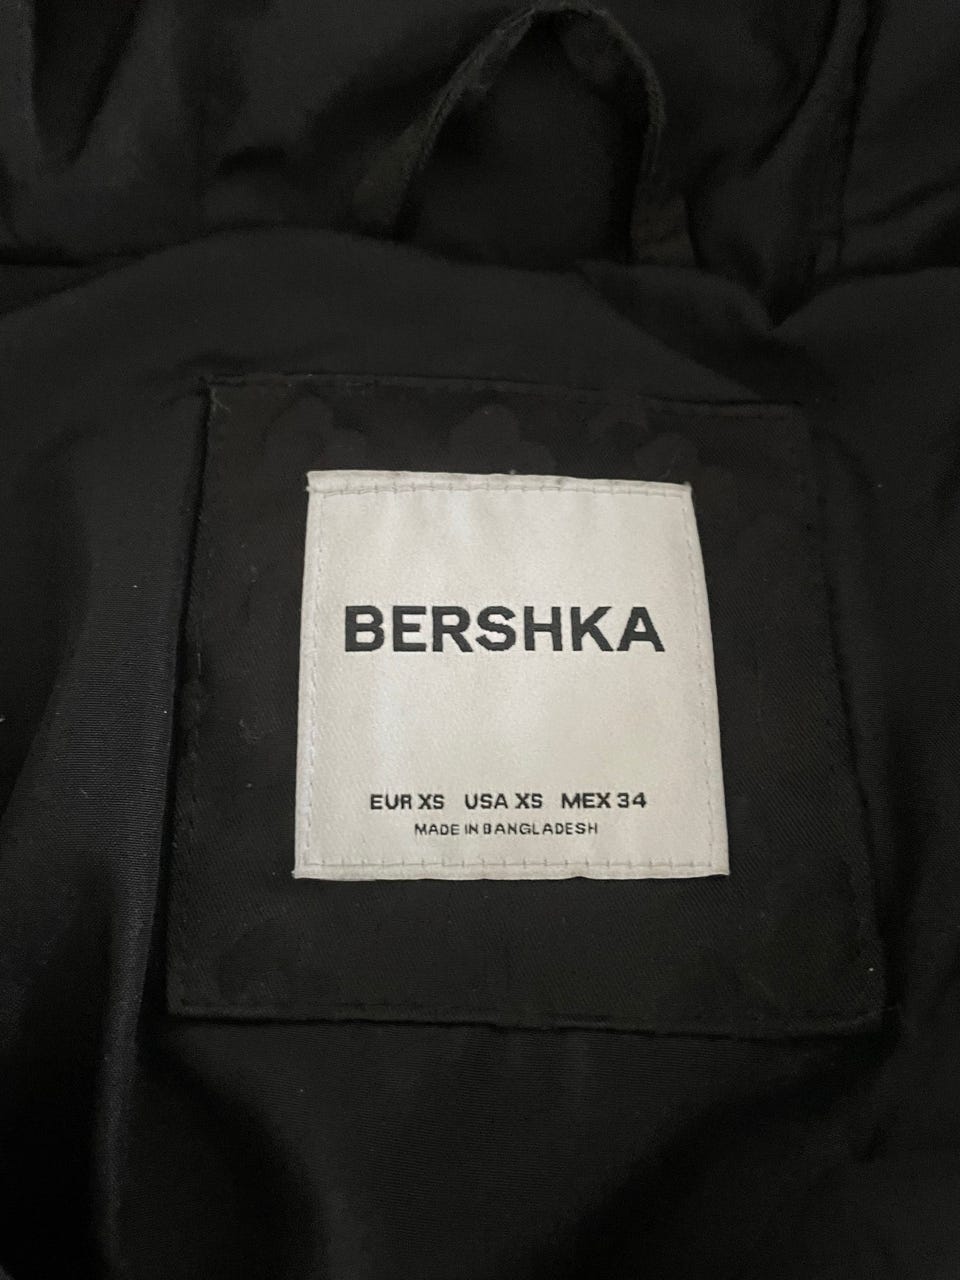 BERSHKA
EUR XS USA XS MEX 34
MADE IN BANGLADESH